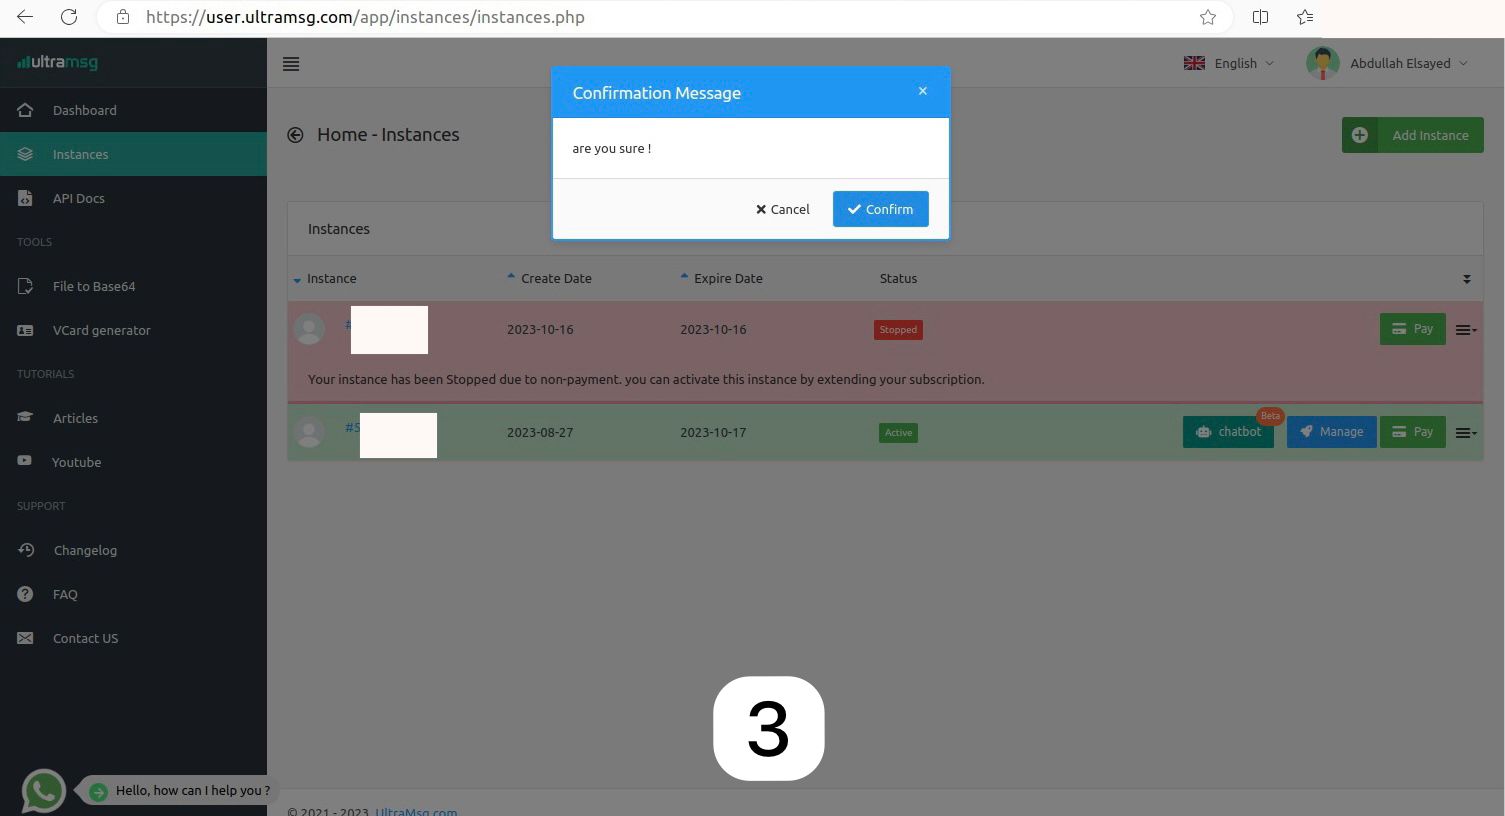 https://user.ultramsg.com/app/instances/instances.php
ultramsg
English
Abdullah Elsayed
Dashboard
Instances
API Docs
TOOLS
File to Base64
VCard generator
TUTORIALS
Articles
Youtube
SUPPORT
Changelog
FAQ
Contact US
Hello, how can I help you ?
Confirmation Message
×
are you sure !
Cancel
Confirm
Home - Instances
Add Instance
Instances
Instance Create Date Expire Date Status
# 2023-10-16 2023-10-16 Stopped Pay
Your instance has been Stopped due to non-payment. you can activate this instance by extending your subscription.
Beta
#5 2023-08-27 2023-10-17 Active chatbot Manage Pay
3
© 2021 - 2023 UltraMsg.com